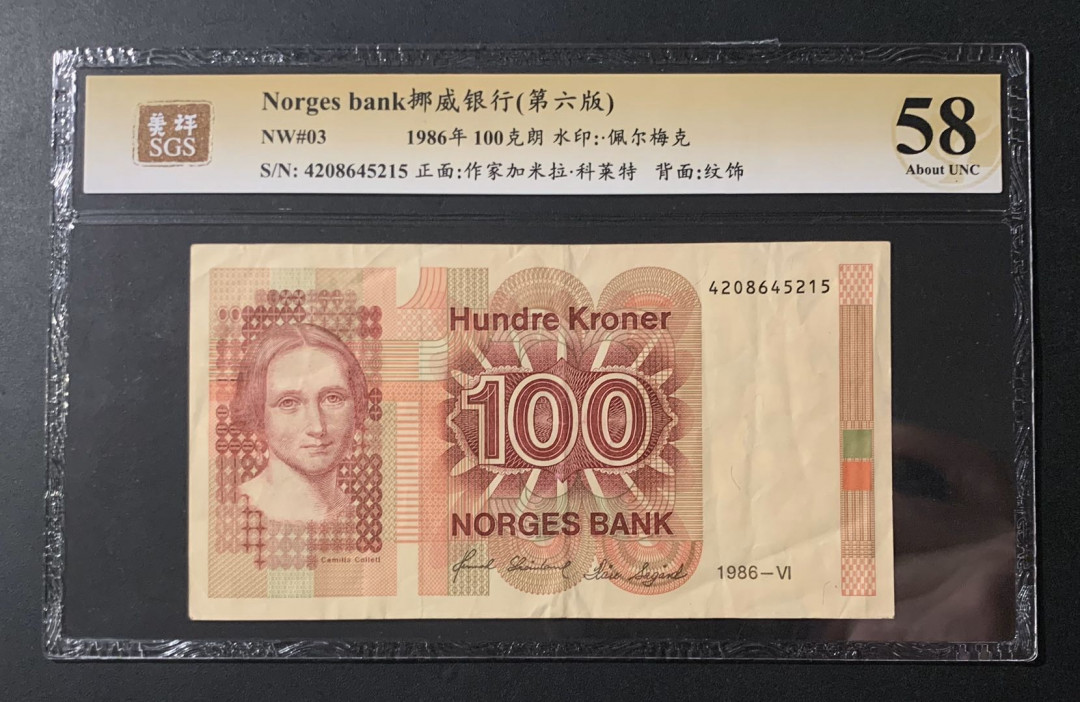 Norges bank挪威银行(第六版)
美评
SGS
NW#03 1986年 100克朗 水印:·佩尔梅克
S/N: 4208645215 正面:作家加米拉·科莱特 背面:纹饰
58
About UNC
4208645215
Hundre Kroner
100
NORGES BANK
Camilla Collett
1986–VI